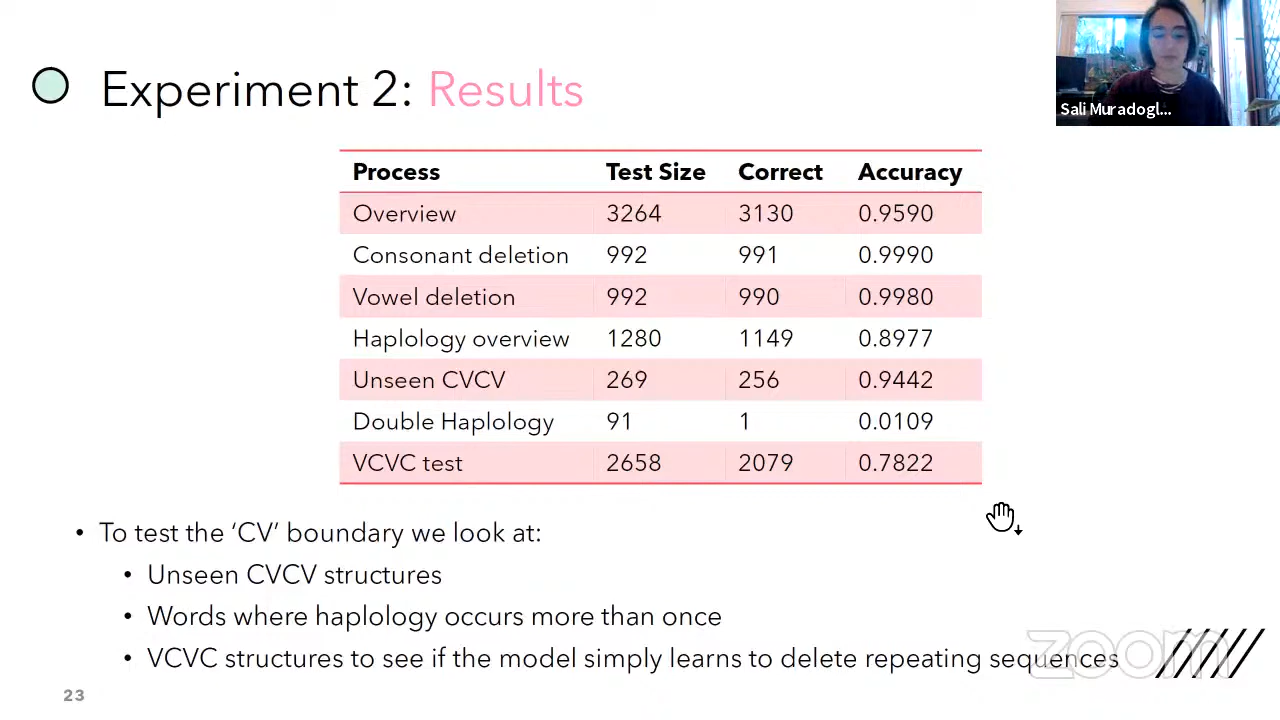 Experiment 2: Results
Sali Muradogl...
Process Test Size Correct Accuracy
Overview 3264 3130 0.9590
Consonant deletion 992 991 0.9990
Vowel deletion 992 990 0.9980
Haplology overview 1280 1149 0.8977
Unseen CVCV 269 256 0.9442
Double Haplology 91 1 0.0109
VCVC test 2658 2079 0.7822
• To test the ‘CV’ boundary we look at:
• Unseen CVCV structures
• Words where haplology occurs more than once
• VCVC structures to see if the model simply learns to delete repeating sequences
zoom
23